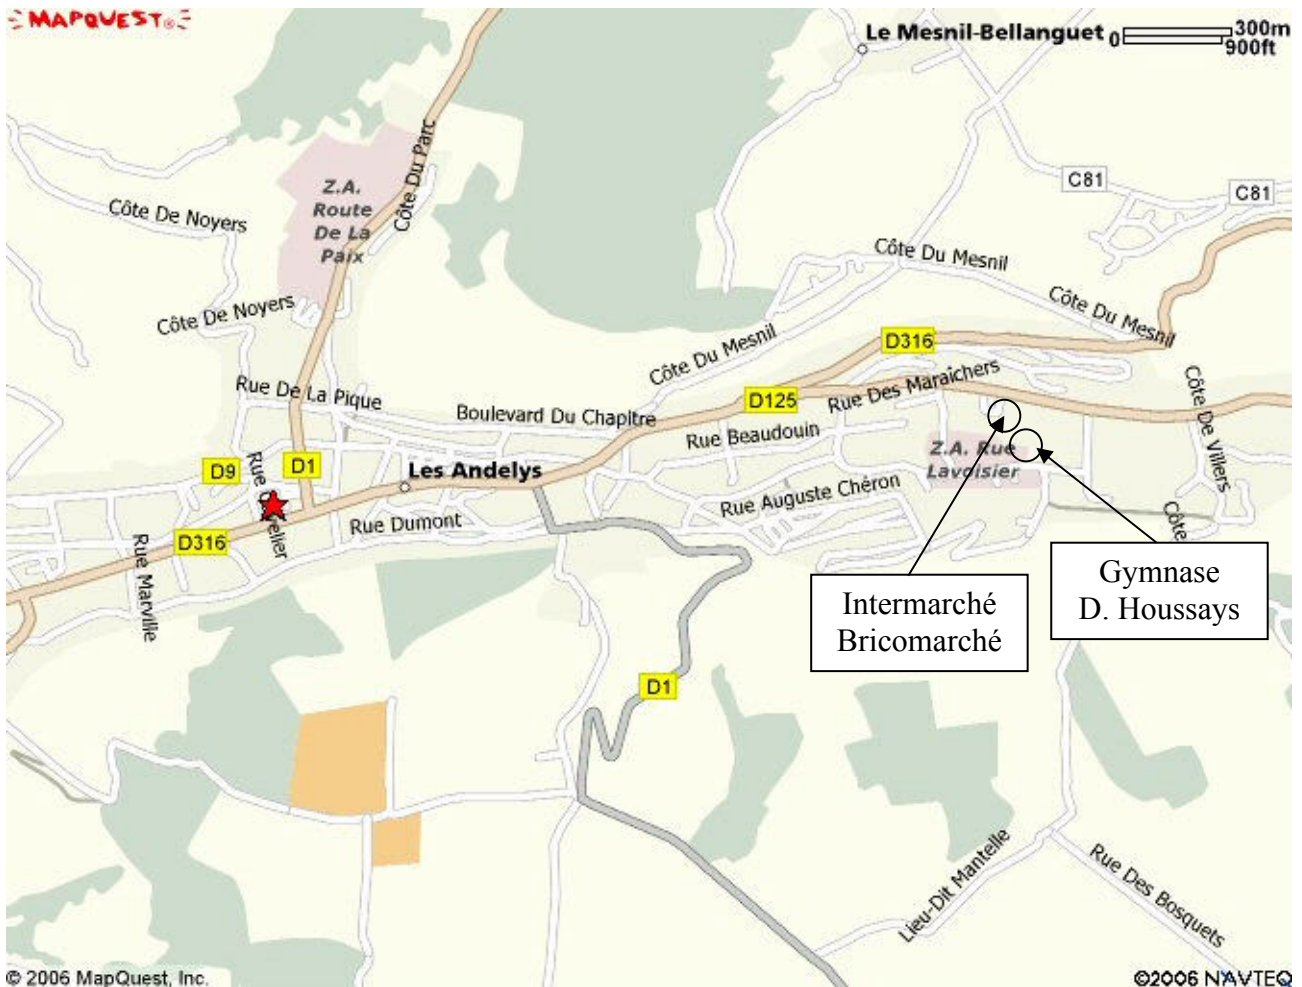 MAPQUEST®
Le Mesnil-Bellanguet
0
300m
900ft
C81
C81
Côte Du Parc
Z.A.
Route
De La
Paix
Côte De Noyers
Côte De Noyers
Côte Du Mesnil
Côte Du Mesnil
Côte Du Mesnil
D316
D125
Rue Des Maraîchers
Rue De La Pique
Boulevard Du Chapitre
Rue Beaudouin
Côte De Villers
Z.A. Rue
Lavoisier
D9
D1
Les Andelys
Rue Auguste Chéron
Rue Dumont
D316
Rue Marville
Côte
Intermarché
Bricomarché
Gymnase
D. Houssays
D1
Lieu-Dit Mantelle
Rue Des Bosquets
© 2006 MapQuest, Inc.
©2006 NAVTEQ